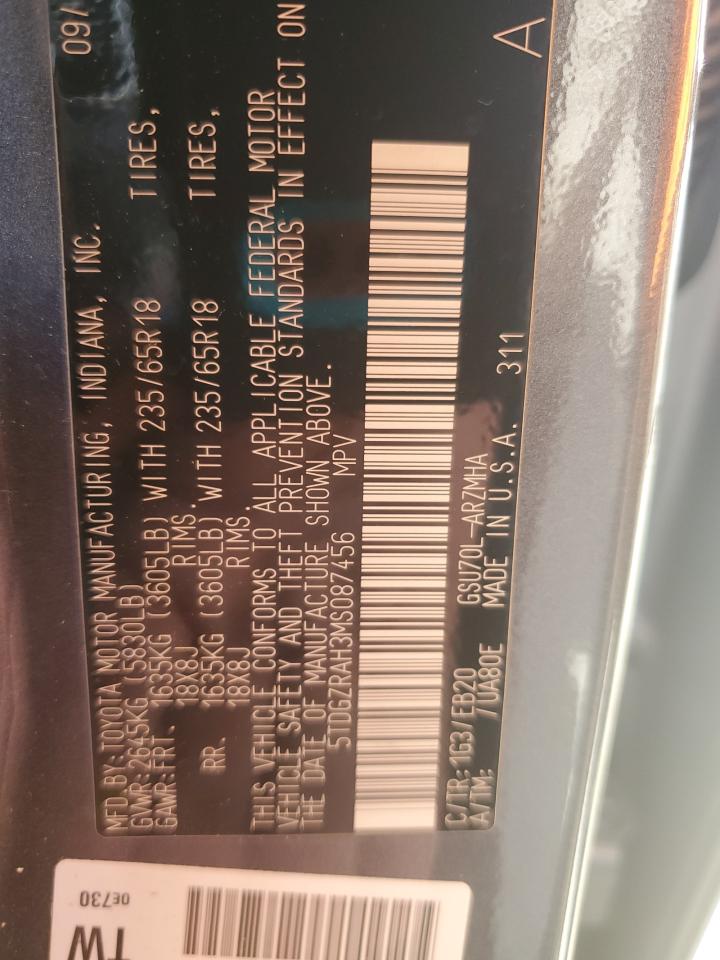 MFD BY: TOYOTA MOTOR MANUFACTURING, INDIANA, INC. 09/
GVWR: 2645KG (5830LB)
GAWR: FRT. 1635KG (3605LB) WITH 235/65R18 TIRES,
18X8J RIMS.
RR. 1635KG (3605LB) WITH 235/65R18 TIRES,
18X8J RIMS.
THIS VEHICLE CONFORMS TO ALL APPLICABLE FEDERAL MOTOR
VEHICLE SAFETY AND THEFT PREVENTION STANDARDS IN EFFECT ON
THE DATE OF MANUFACTURE SHOWN ABOVE.
5TDGZRAH3MS087456 MPV
A
C/TR: 1G3/EB20 GSU70L-ARZMHA
A/TM: /UA80E MADE IN U.S.A. 311
OE730
TW